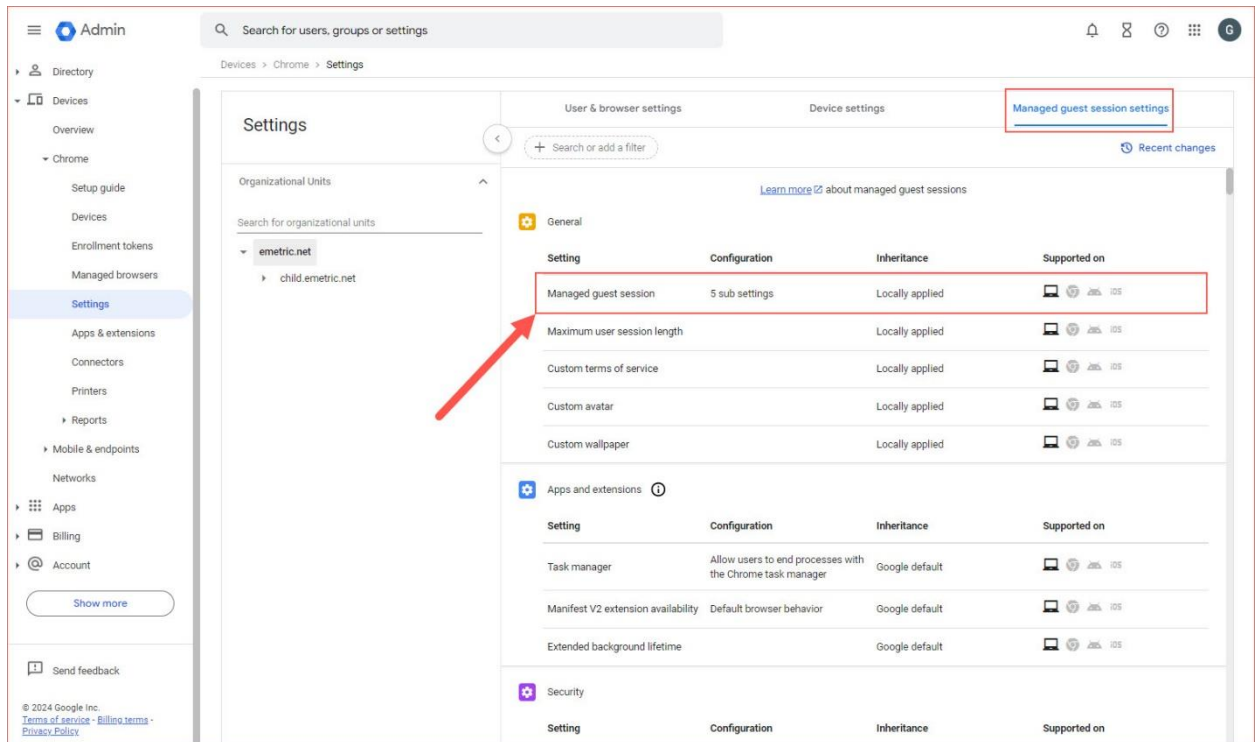 Admin
Search for users, groups or settings
G
Directory
Devices
Overview
Chrome
Setup guide
Devices
Enrollment tokens
Managed browsers
Settings
Apps & extensions
Connectors
Printers
Reports
Mobile & endpoints
Networks
Apps
Billing
Account
Show more
Send feedback
© 2024 Google Inc.
Terms of service - Billing terms -
Privacy Policy
Devices > Chrome > Settings
Settings
Organizational Units
Search for organizational units
emetric.net
child.emetric.net
User & browser settings Device settings Managed guest session settings
+ Search or add a filter Recent changes
Learn more about managed guest sessions
General
Setting Configuration Inheritance Supported on
Managed guest session 5 sub settings Locally applied iOS
Maximum user session length Locally applied iOS
Custom terms of service Locally applied iOS
Custom avatar Locally applied iOS
Custom wallpaper Locally applied iOS
Apps and extensions
Setting Configuration Inheritance Supported on
Task manager Allow users to end processes with Google default iOS
the Chrome task manager
Manifest V2 extension availability Default browser behavior Google default iOS
Extended background lifetime Google default iOS
Security
Setting Configuration Inheritance Supported on